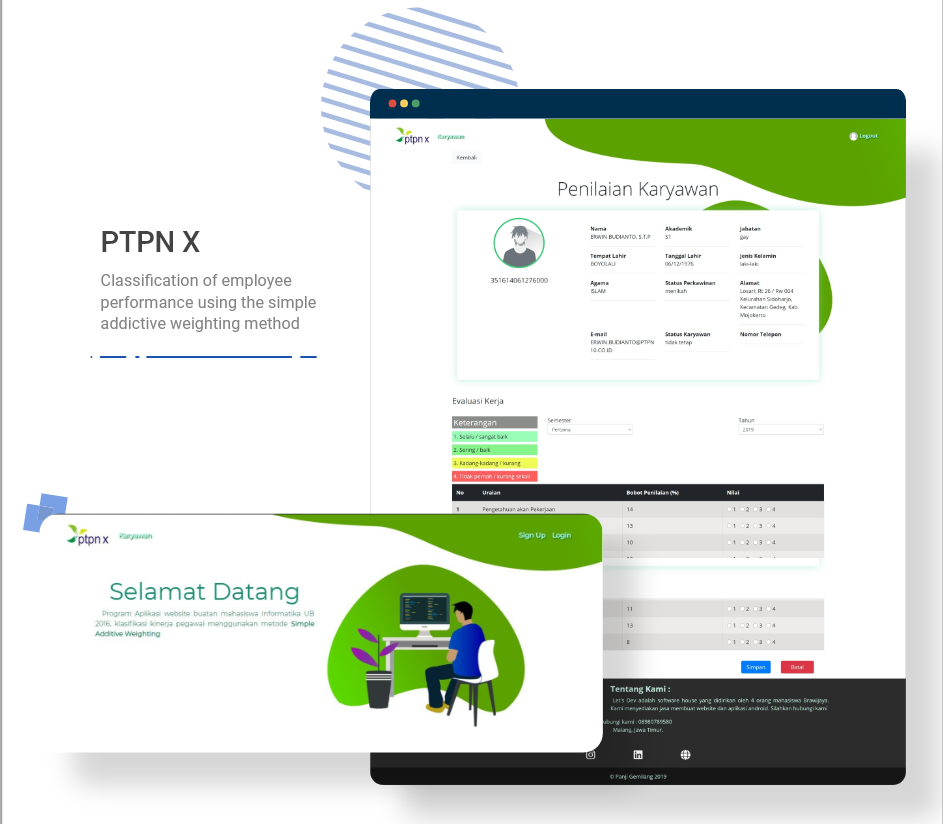 PTPN X
Classification of employee
performance using the simple
addictive weighting method
ptpn x
Karyawan
Logout
Kembali
Penilaian Karyawan
351614061276000
Nama
ERWIN BUDIANTO, S.T.P
Akademik
S1
Jabatan
gay
Tempat Lahir
BOYOLALI
Tanggal Lahir
06/12/1976
Jenis Kelamin
laki-laki
Agama
ISLAM
Status Perkawinan
menikah
Alamat
Losari, Rt 26 / Rw 004
Kelurahan Sidoharjo,
Kecamatan Gedeg, Kab.
Mojokerto
E-mail
ERWIN.BUDIANTO@PTPN
10.CO.ID
Status Karyawan
tidak tetap
Nomor Telepon
Evaluasi Kerja
Keterangan
1. Selalu / sangat baik
2. Sering / baik
3. Kadang-kadang / kurang
4. Tidak pernah / kurang sekali
Semester
Pertama
Tahun
2019
No Uraian Bobot Penilaian (%) Nilai
1 Pengetahuan akan Pekerjaan 14 1 2 3 4
13 1 2 3 4
10 1 2 3 4
11 1 2 3 4
13 1 2 3 4
8 1 2 3 4
Simpan Batal
ptpn x
Karyawan
Sign Up Login
Selamat Datang
Program Aplikasi website buatan mahasiswa Informatika UB
2016, klasifikasi kinerja pegawai menggunakan metode Simple
Additive Weighting
Tentang Kami :
Let's Dev adalah software house yang didirikan oleh 4 orang mahasiswa Brawijaya.
Kami menyediakan jasa membuat website dan aplikasi android. Silahkan hubungi kami
ubungi kami : 08980789580
Malang, Jawa Timur.
© Panji Gemilang 2019